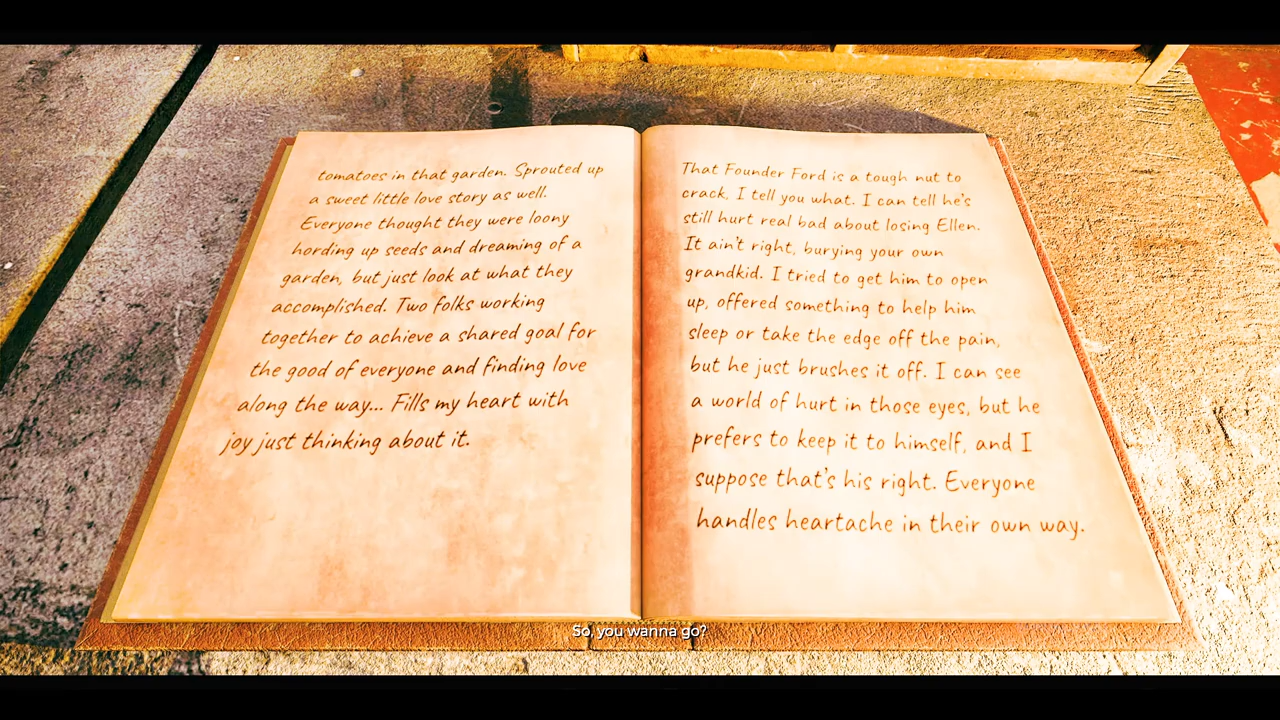 tomatoes in that garden. Sprouted up
a sweet little love story as well.
Everyone thought they were loony
hording up seeds and dreaming of a
garden, but just look at what they
accomplished. Two folks working
together to achieve a shared goal for
the good of everyone and finding love
along the way... Fills my heart with
joy just thinking about it.
That Founder Ford is a tough nut to
crack, I tell you what. I can tell he's
still hurt real bad about losing Ellen.
It ain't right, burying your own
grandkid. I tried to get him to open
up, offered something to help him
sleep or take the edge off the pain,
but he just brushes it off. I can see
a world of hurt in those eyes, but he
prefers to keep it to himself, and I
suppose that's his right. Everyone
handles heartache in their own way.
So, you wanna go?